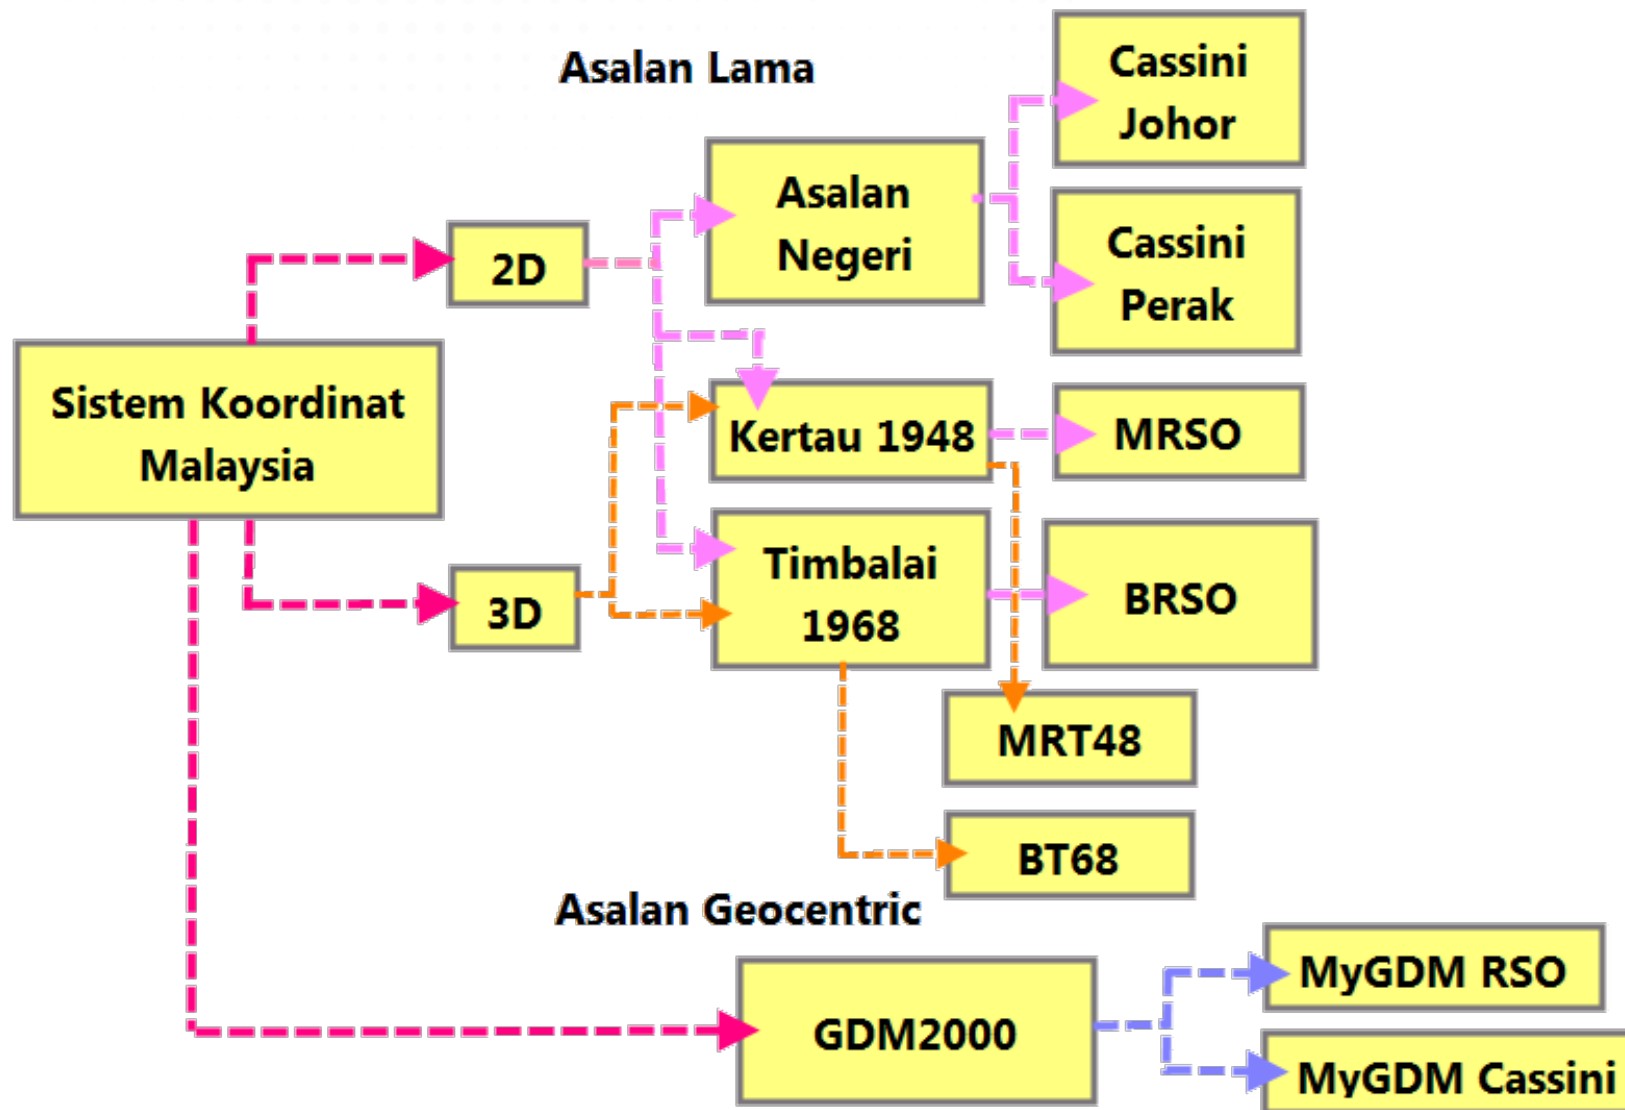 Asalan Lama
Cassini
Johor
Asalan
Negeri
Cassini
Perak
2D
Sistem Koordinat
Malaysia
Kertau 1948
MRSO
3D
Timbalai
1968
BRSO
MRT48
BT68
Asalan Geocentric
GDM2000
MyGDM RSO
MyGDM Cassini